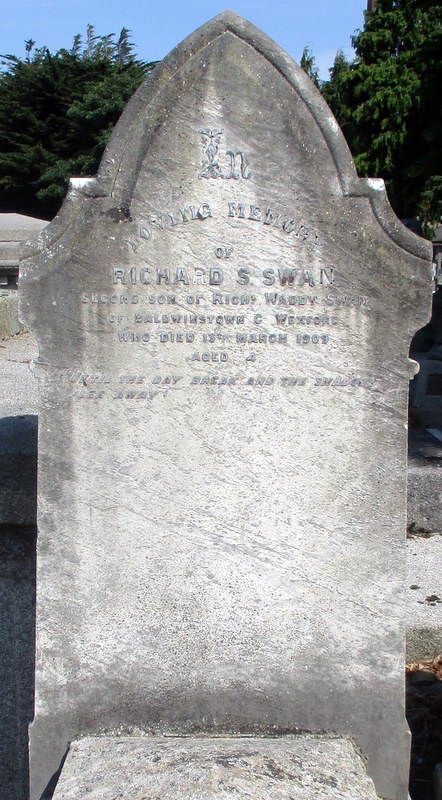 In
LOVING MEMORY
OF
RICHARD S. SWAN
SECOND SON OF RICHD WADDY SWAN
OF BALDWINSTOWN C. WEXFORD
WHO DIED 13TH MARCH 1909
AGED 4
"UNTIL THE DAY BREAK AND THE SHADOWS
FLEE AWAY"